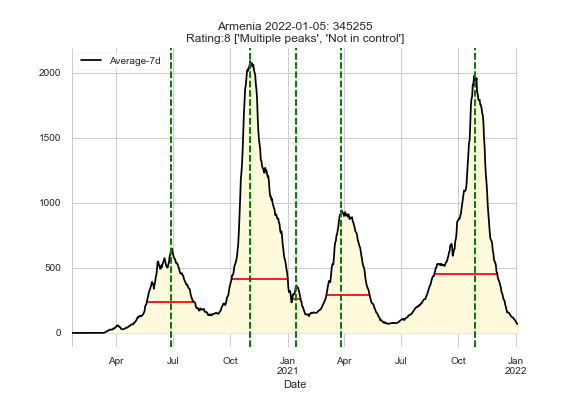 Armenia 2022-01-05: 345255
Rating:8 ['Multiple peaks', 'Not in control']
Average-7d
2000
1500
1000
500
0
Apr Jul Oct Jan Apr Jul Oct Jan
2021 2022
Date